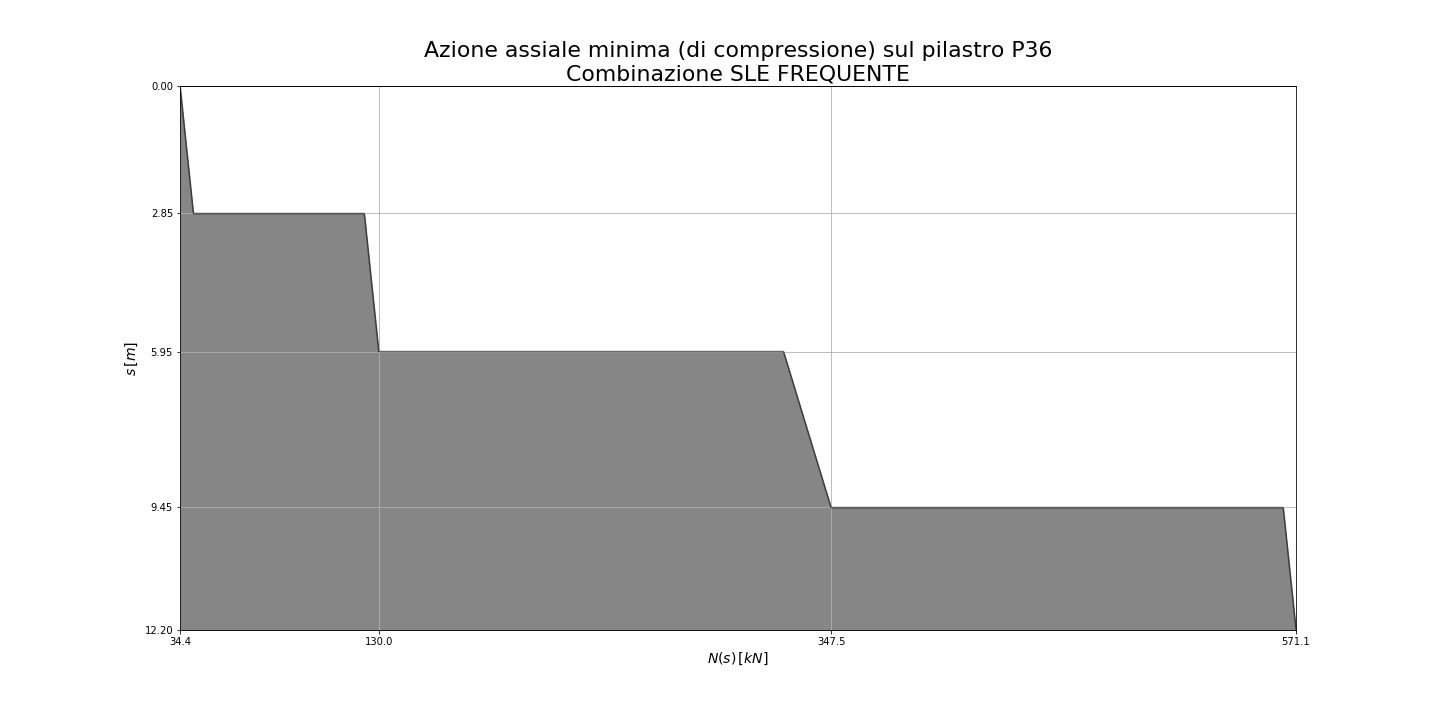 Azione assiale minima (di compressione) sul pilastro P36
Combinazione SLE FREQUENTE
0.00
2.85
5.95
9.45
12.20
s [m]
34.4
130.0
347.5
571.1
N(s) [kN]